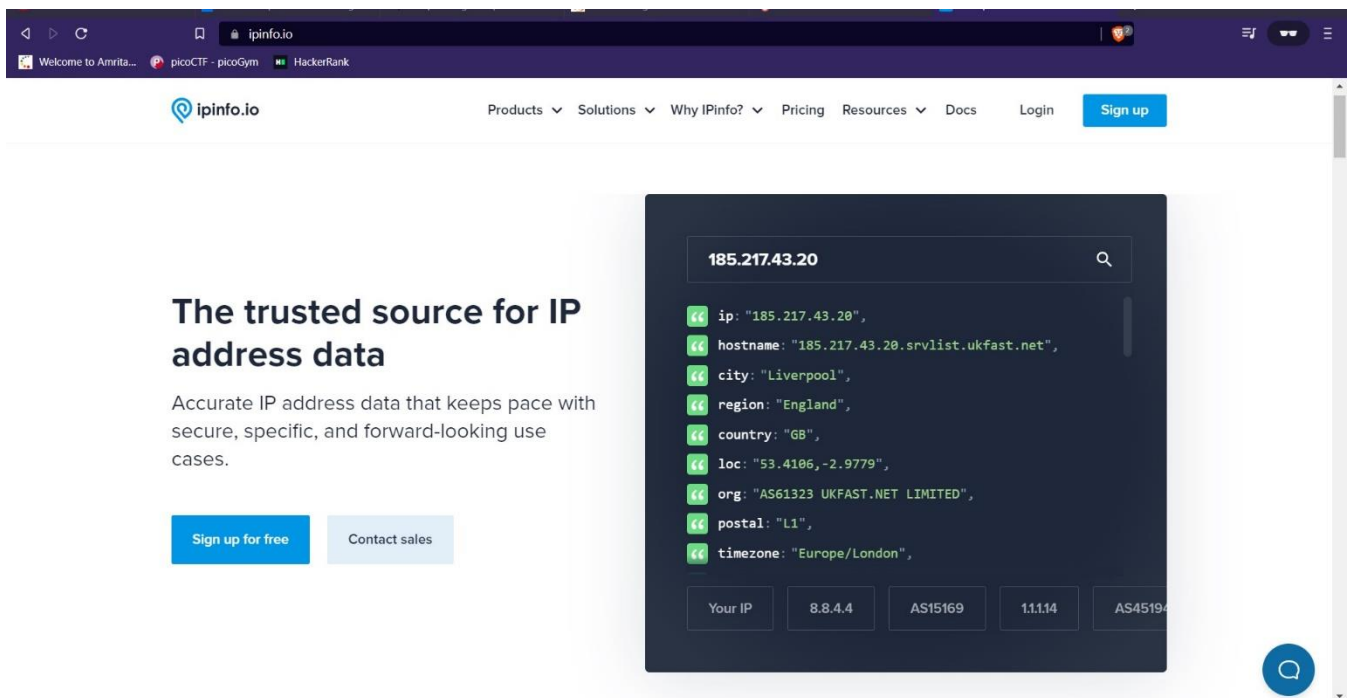 ipinfo.io
2
Welcome to Amrita... picoCTF - picoGym HackerRank
ipinfo.io Products Solutions Why IPinfo? Pricing Resources Docs Login Sign up
185.217.43.20
The trusted source for IP
address data
Accurate IP address data that keeps pace with
secure, specific, and forward-looking use
cases.
Sign up for free Contact sales
ip: "185.217.43.20",
hostname: "185.217.43.20.srvlist.ukfast.net",
city: "Liverpool",
region: "England",
country: "GB",
loc: "53.4106,-2.9779",
org: "AS61323 UKFAST.NET LIMITED",
postal: "L1",
timezone: "Europe/London",
Your IP 8.8.4.4 AS15169 1.1.1.14 AS45194